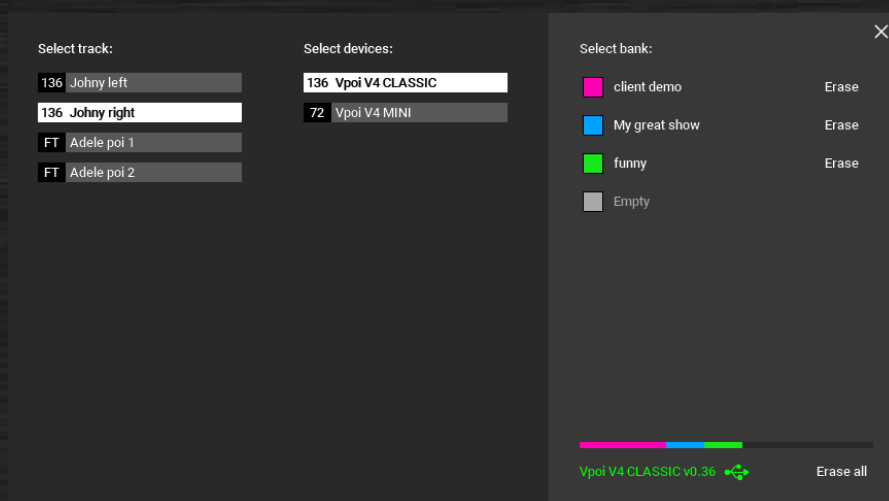 Select track:
136 Johny left
136 Johny right
FT Adele poi 1
FT Adele poi 2
Select devices:
136 Vpoi V4 CLASSIC
72 Vpoi V4 MINI
Select bank:
client demo Erase
My great show Erase
funny Erase
Empty
Vpoi V4 CLASSIC v0.36 Erase all